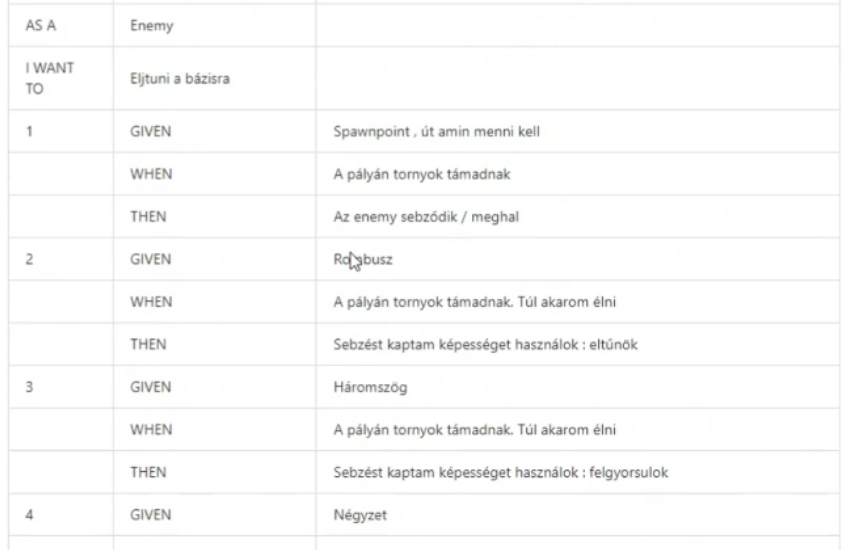 AS A Enemy
I WANT
TO
Eljtuni a bázisra
1 GIVEN Spawnpoint , út amin menni kell
WHEN A pályán tornyok támadnak
THEN Az enemy sebződik / meghal
2 GIVEN
WHEN A pályán tornyok támadnak. Túl akarom élni
THEN Sebzést kaptam képességet használok : eltűnök
3 GIVEN Háromszög
WHEN A pályán tornyok támadnak. Túl akarom élni
THEN Sebzést kaptam képességet használok : felgyorsulok
4 GIVEN Négyzet